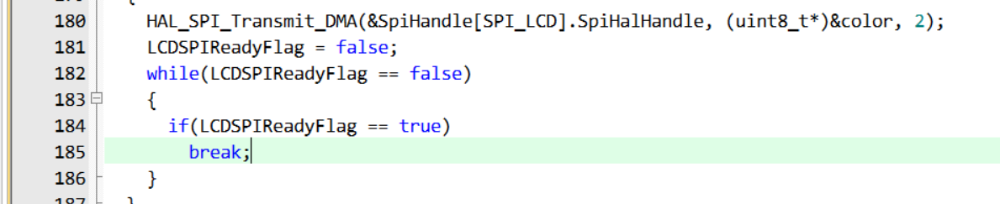 180 HAL_SPI_Transmit_DMA(&SpiHandle[SPI_LCD].SpiHalHandle, (uint8_t*)&color, 2);
181 LCDSPIReadyFlag = false;
182 while(LCDSPIReadyFlag == false)
183 {
184 if(LCDSPIReadyFlag == true)
185 break;
186 }
187 }